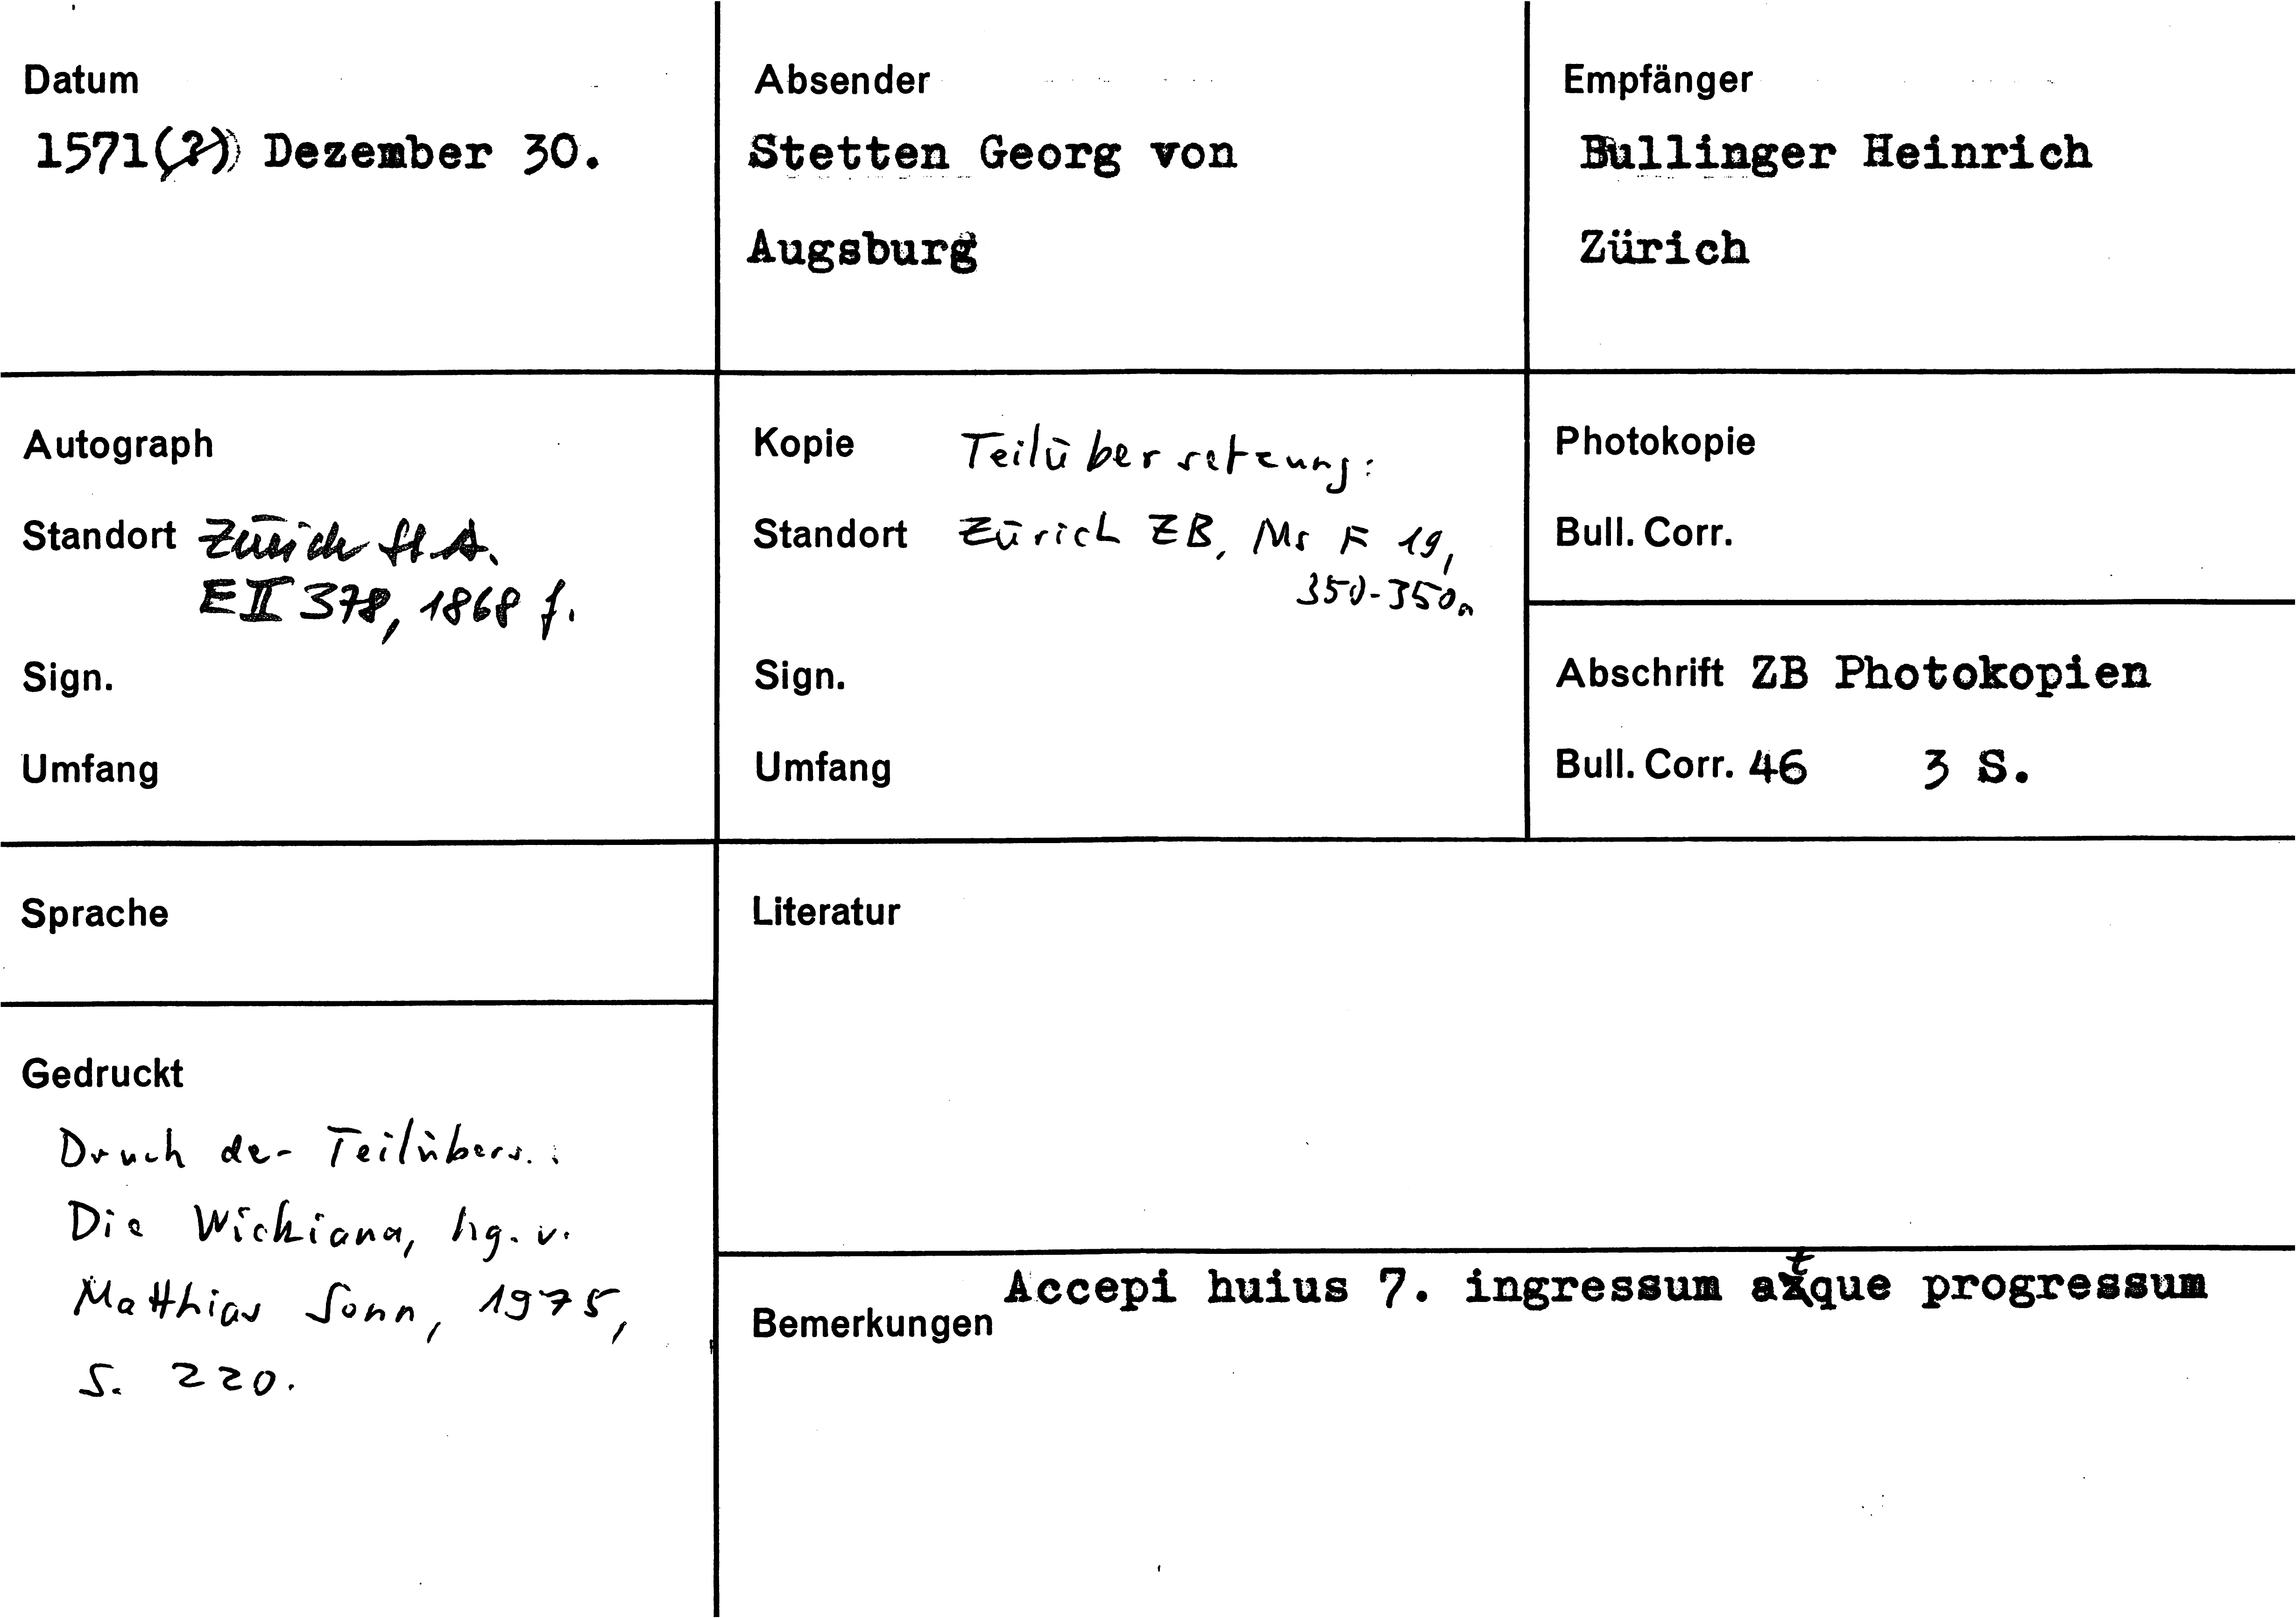 Datum
1571(?) Dezember 30.
Absender
Stetten Georg von
Augsburg
Empfänger
Bullinger Heinrich
Zürich
Autograph
Standort Zürich StA.
E II 378, 1868 f.
Sign.
Umfang
Kopie Teilübersetzung:
Standort Zürich ZB, Ms F 19,
350-350a
Sign.
Umfang
Photokopie
Bull. Corr.
Abschrift ZB Photokopien
Bull. Corr. 46 3 S.
Sprache
Literatur
Gedruckt
Druck der Teilübers.:
Die Wickiana, hg. v.
Matthias Senn, 1975,
S. 220.
Bemerkungen Accepi huius 7. ingressum atque progressum